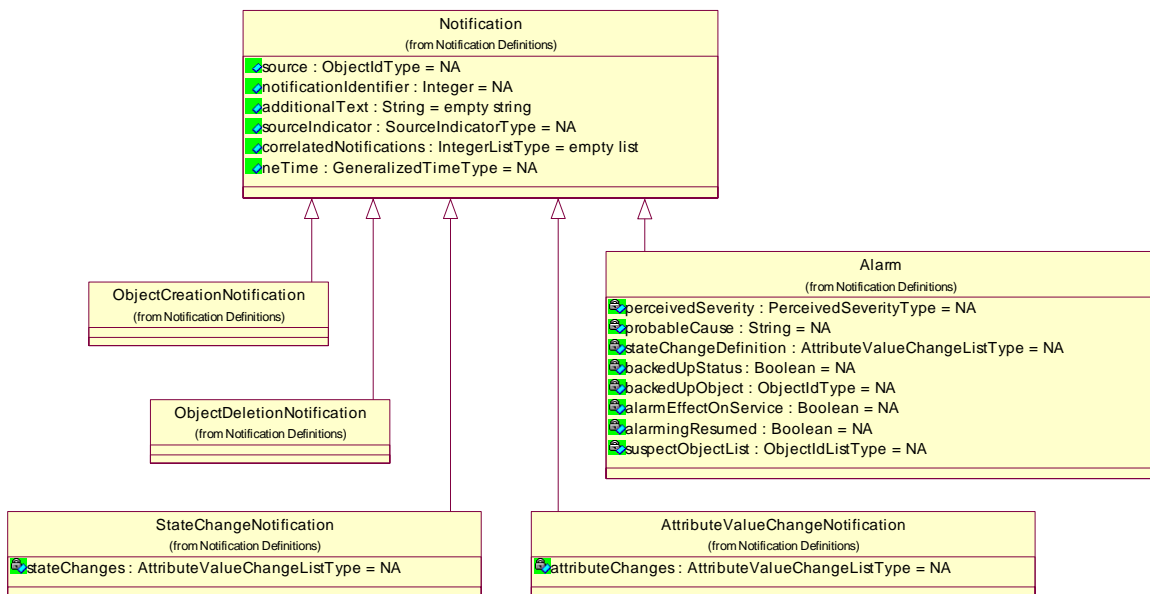 Notification
(from Notification Definitions)
source : ObjectIdType = NA
notificationIdentifier : Integer = NA
additionalText : String = empty string
sourceIndicator : SourceIndicatorType = NA
correlatedNotifications : IntegerListType = empty list
neTime : GeneralizedTimeType = NA
ObjectCreationNotification
(from Notification Definitions)
Alarm
(from Notification Definitions)
perceivedSeverity : PerceivedSeverityType = NA
probableCause : String = NA
stateChangeDefinition : AttributeValueChangeListType = NA
backedUpStatus : Boolean = NA
backedUpObject : ObjectIdType = NA
alarmEffectOnService : Boolean = NA
alarmingResumed : Boolean = NA
suspectObjectList : ObjectIdListType = NA
ObjectDeletionNotification
(from Notification Definitions)
StateChangeNotification
(from Notification Definitions)
stateChanges : AttributeValueChangeListType = NA
AttributeValueChangeNotification
(from Notification Definitions)
attributeChanges : AttributeValueChangeListType = NA